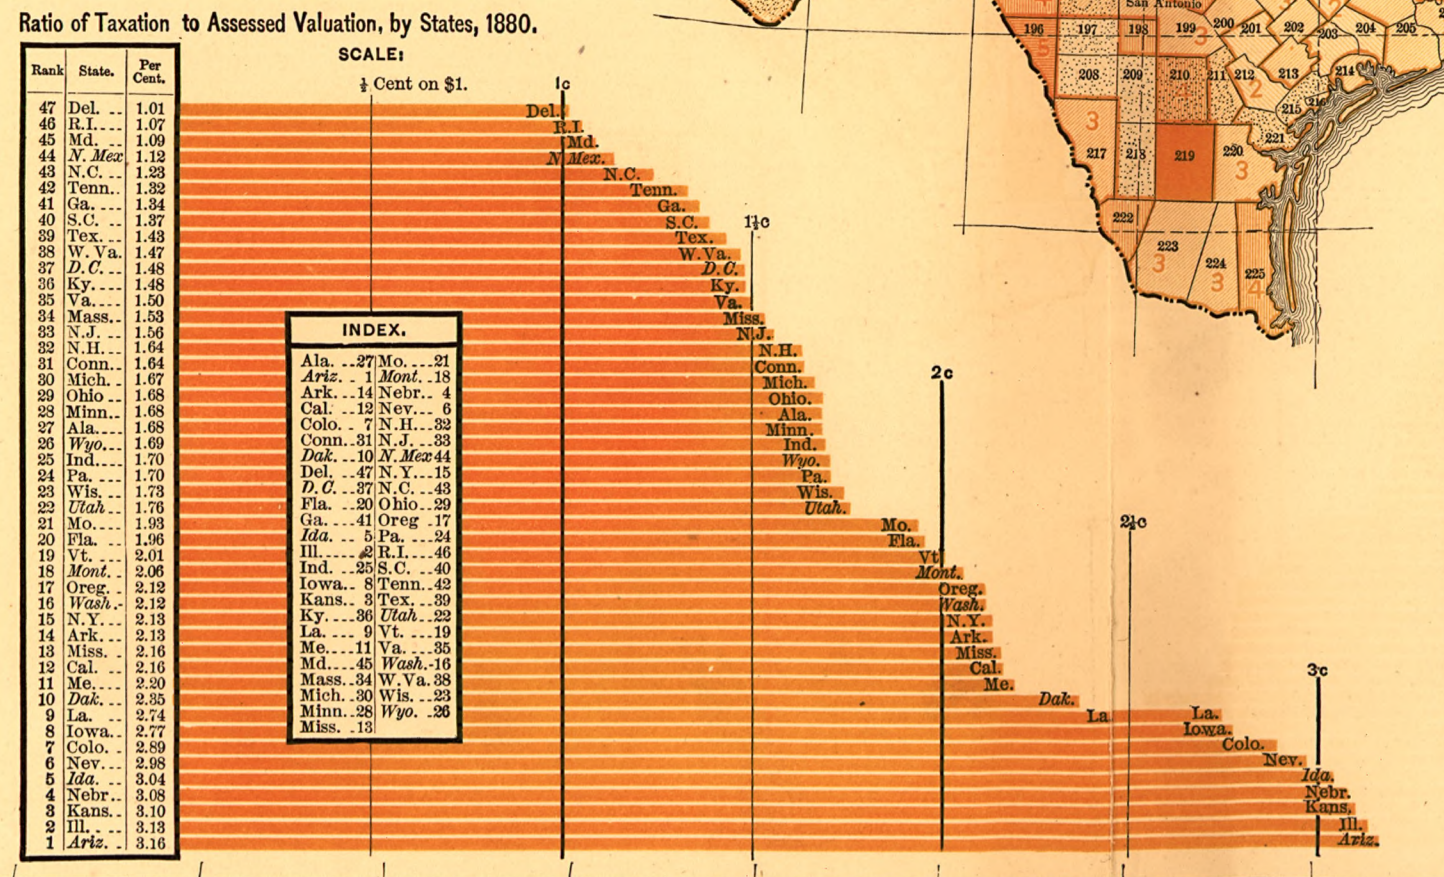 Ratio of Taxation to Assessed Valuation, by States, 1880.
SCALE:
½ Cent on $1.
1c
1½c
2c
2½c
3c
Rank State. Per Cent.
47 Del. .. 1.01
46 R.I.... 1.07
45 Md. ... 1.09
44 N. Mex 1.12
43 N.C. ... 1.23
42 Tenn.. 1.32
41 Ga. .... 1.34
40 S.C. ... 1.37
39 Tex. ... 1.43
38 W. Va. 1.47
37 D.C. ... 1.48
36 Ky..... 1.48
35 Va..... 1.50
34 Mass.. 1.53
33 N.J. ... 1.56
32 N.H. ... 1.64
31 Conn.. 1.64
30 Mich. . 1.67
29 Ohio .. 1.68
28 Minn.. 1.68
27 Ala.... 1.68
26 Wyo... 1.69
25 Ind.... 1.70
24 Pa. .... 1.70
23 Wis. .. 1.73
22 Utah .. 1.76
21 Mo..... 1.93
20 Fla. ... 1.96
19 Vt. .... 2.01
18 Mont. . 2.06
17 Oreg. . 2.12
16 Wash.- 2.12
15 N.Y. ... 2.13
14 Ark. .. 2.13
13 Miss. . 2.16
12 Cal. .. 2.16
11 Me..... 2.20
10 Dak. .. 2.35
9 La. .. 2.74
8 Iowa.. 2.77
7 Colo. . 2.89
6 Nev. .. 2.98
5 Ida. ... 3.04
4 Nebr.. 3.08
3 Kans.. 3.10
2 Ill. .... 3.13
1 Ariz. . 3.16
Del.
R.I.
Md.
N. Mex.
N.C.
Tenn.
Ga.
S.C.
Tex.
W.Va.
D.C.
Ky.
Va.
Miss.
N.J.
N.H.
Conn.
Mich.
Ohio.
Ala.
Minn.
Ind.
Wyo.
Pa.
Wis.
Utah.
Mo.
Fla.
Vt
Mont.
Oreg.
Wash.
N.Y.
Ark.
Miss.
Cal.
Me.
Dak.
La La.
Iowa.
Colo.
Nev.
Ida.
Nebr.
Kans.
Ill.
Ariz.
INDEX.
Ala. ...27 Mo....21
Ariz. . 1 Mont. .18
Ark. ..14 Nebr.. 4
Cal. ..12 Nev... 6
Colo. . 7 N.H...32
Conn..31 N.J. ..33
Dak. ..10 N.Mex 44
Del. ..47 N.Y. ..15
D.C. ..37 N.C. ..43
Fla. ..20 Ohio..29
Ga. ...41 Oreg .17
Ida. .. 5 Pa. ...24
Ill..... 2 R.I. ..46
Ind. ..25 S.C. ..40
Iowa.. 8 Tenn..42
Kans.. 3 Tex...39
Ky....36 Utah..22
La. ... 9 Vt. ...19
Me....11 Va. ...35
Md....45 Wash.-16
Mass..34 W.Va.38
Mich..30 Wis...23
Minn..28 Wyo. .26
Miss. .13
San Antonio
196 197 198 199 200 201 202 203 204 205
5 3 2
208 209 210 211 212 213 214
2 215 216
3 221
217 218 219 220
3
222 223 224 225
3 3 4